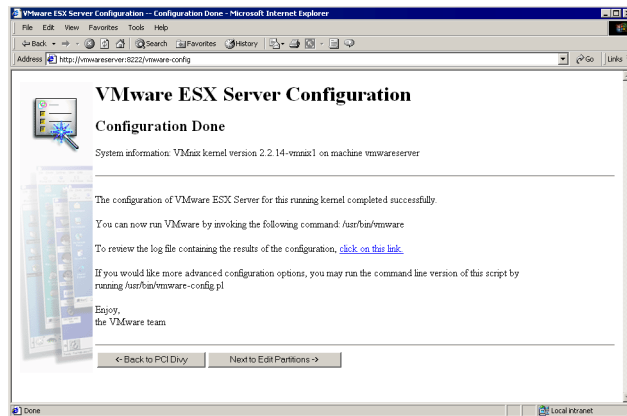 VMware ESX Server Configuration -- Configuration Done - Microsoft Internet Explorer
File Edit View Favorites Tools Help
Back Search Favorites History
Address http://vmwareserver:8222/vmware-config Go Links
VMware ESX Server Configuration
Configuration Done
System information: VMnix kernel version 2.2.14-vmnix1 on machine vmwareserver
The configuration of VMware ESX Server for this running kernel completed successfully.
You can now run VMware by invoking the following command: /usr/bin/vmware
To review the log file containing the results of the configuration, click on this link.
If you would like more advanced configuration options, you may run the command line version of this script by
running /usr/bin/vmware-config.pl
Enjoy,
the VMware team
<- Back to PCI Divy Next to Edit Partitions ->
Done Local intranet